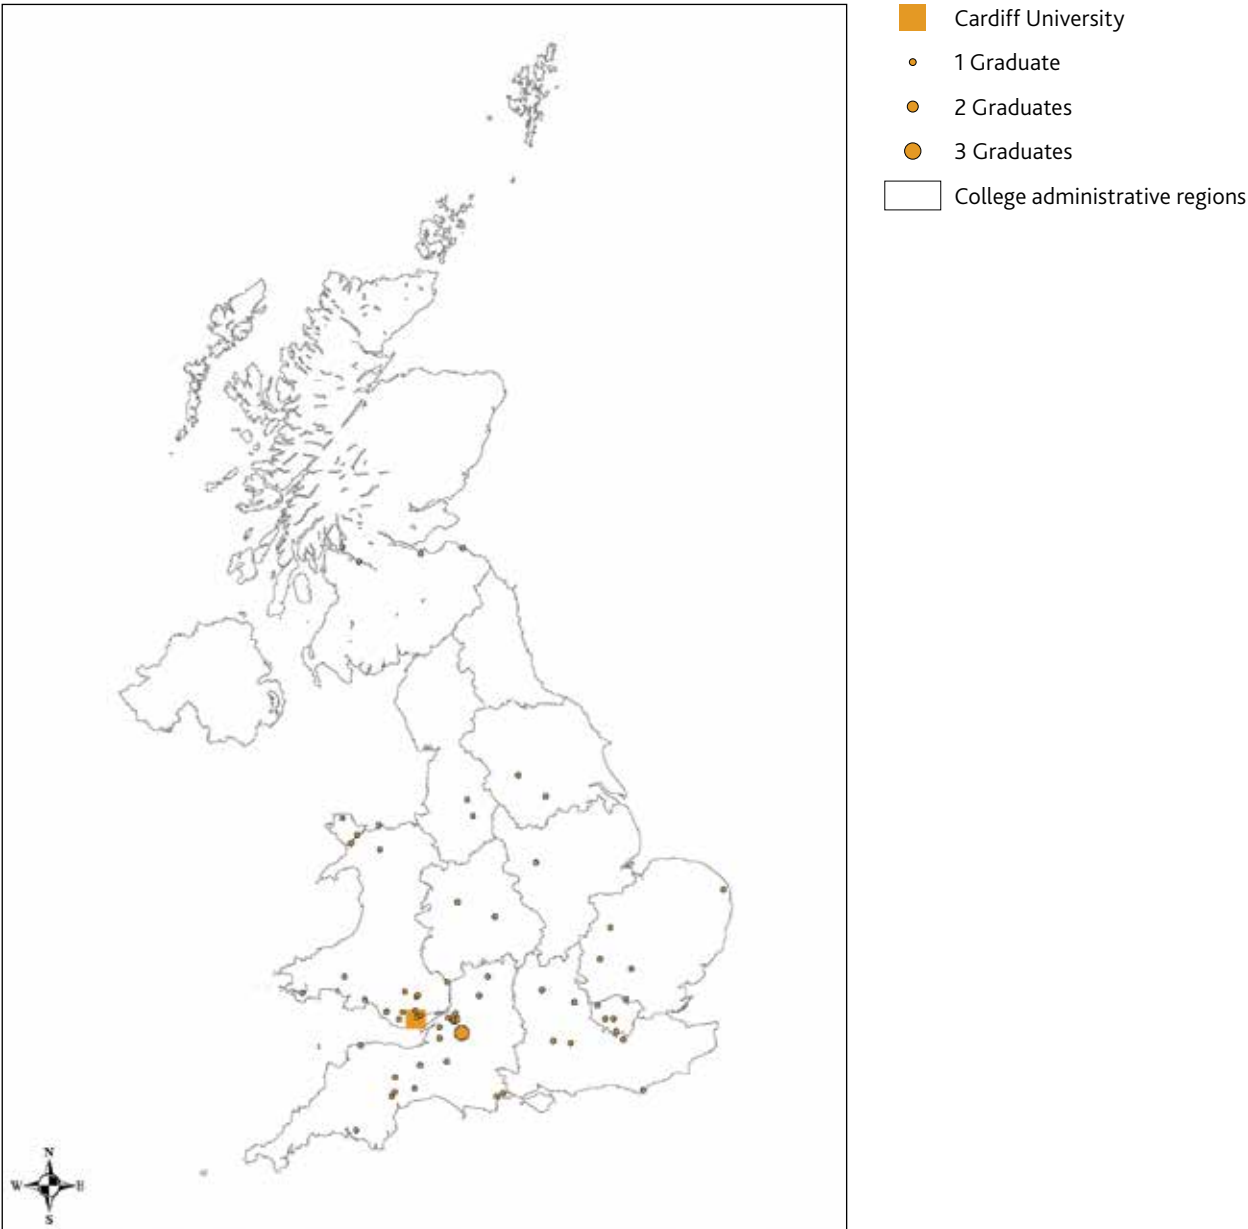 Cardiff University
1 Graduate
2 Graduates
3 Graduates
College administrative regions
N
W E
S